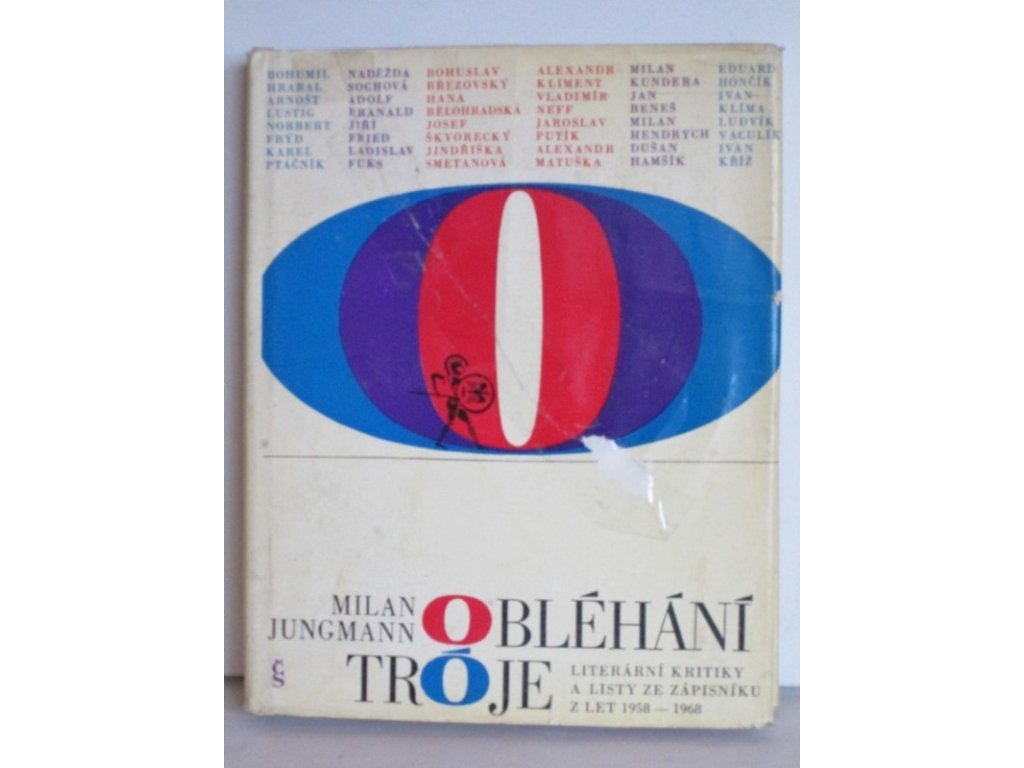 BOHUMIL
HRABAL
ARNOŠT
LUSTIG
NORBERT
FRÝD
KAREL
PTÁČNÍK
NADĚŽDA
SOCHOVÁ
ADOLF
BRANALD
JIŘÍ
FRIED
LADISLAV
FUKS
BOHUSLAV
BŘEZOVSKÝ
HANA
BĚLOHRADSKÁ
JOSEF
ŠKVORECKÝ
JINDŘIŠKA
SMETANOVÁ
ALEXANDR
KLIMENT
VLADIMÍR
NEFF
JAROSLAV
PUTÍK
ALEXANDR
MATUŠKA
MILAN
KUNDERA
JAN
BENEŠ
MILAN
HENDRYCH
DUŠAN
HAMŠÍK
EDUARD
HONČÍK
IVAN
KLÍMA
LUDVÍK
VACULÍK
IVAN
KŘÍŽ
MILAN
JUNGMANN
OBLÉHÁNÍ
TRÓJE
LITERÁRNÍ KRITIKY
A LISTY ZE ZÁPISNÍKU
Z LET 1958 — 1968
ČS